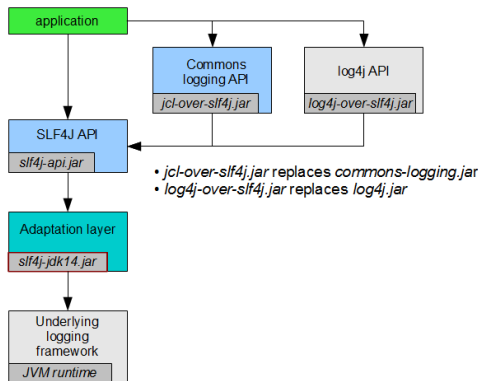 application
Commons
logging API
jcl-over-slf4j.jar
log4j API
log4j-over-slf4j.jar
SLF4J API
slf4j-api.jar
• jcl-over-slf4j.jar replaces commons-logging.jar
• log4j-over-slf4j.jar replaces log4j.jar
Adaptation layer
slf4j-jdk14.jar
Underlying
logging
framework
JVM runtime